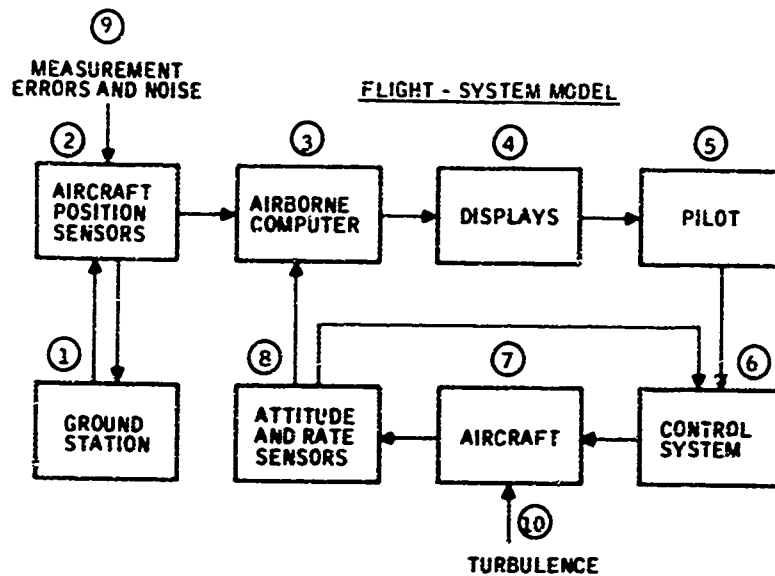 9
MEASUREMENT
ERRORS AND NOISE
FLIGHT - SYSTEM MODEL
2
3
4
5
AIRCRAFT
POSITION
SENSORS
AIRBORNE
COMPUTER
DISPLAYS
PILOT
1
8
7
6
GROUND
STATION
ATTITUDE
AND RATE
SENSORS
AIRCRAFT
CONTROL
SYSTEM
10
TURBULENCE